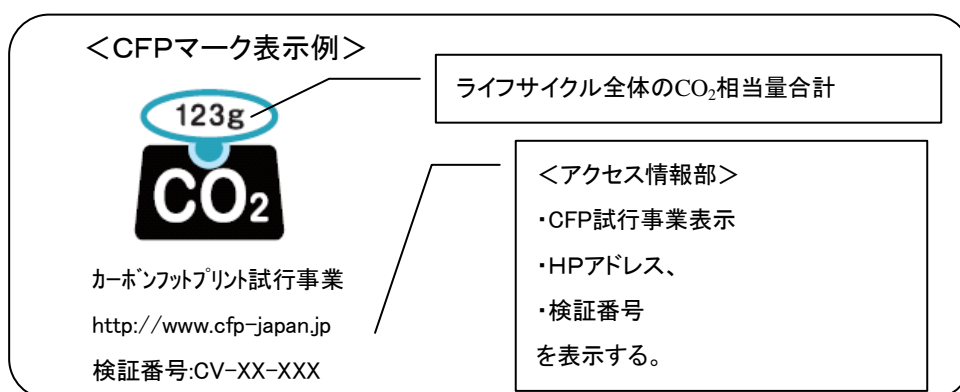 ＜CFPマーク表示例＞
123g
CO₂
カーボンフットプリント試行事業
http://www.cfp-japan.jp
検証番号:CV-XX-XXX
ライフサイクル全体のCO₂相当量合計
＜アクセス情報部＞
・CFP試行事業表示
・HPアドレス、
・検証番号
を表示する。